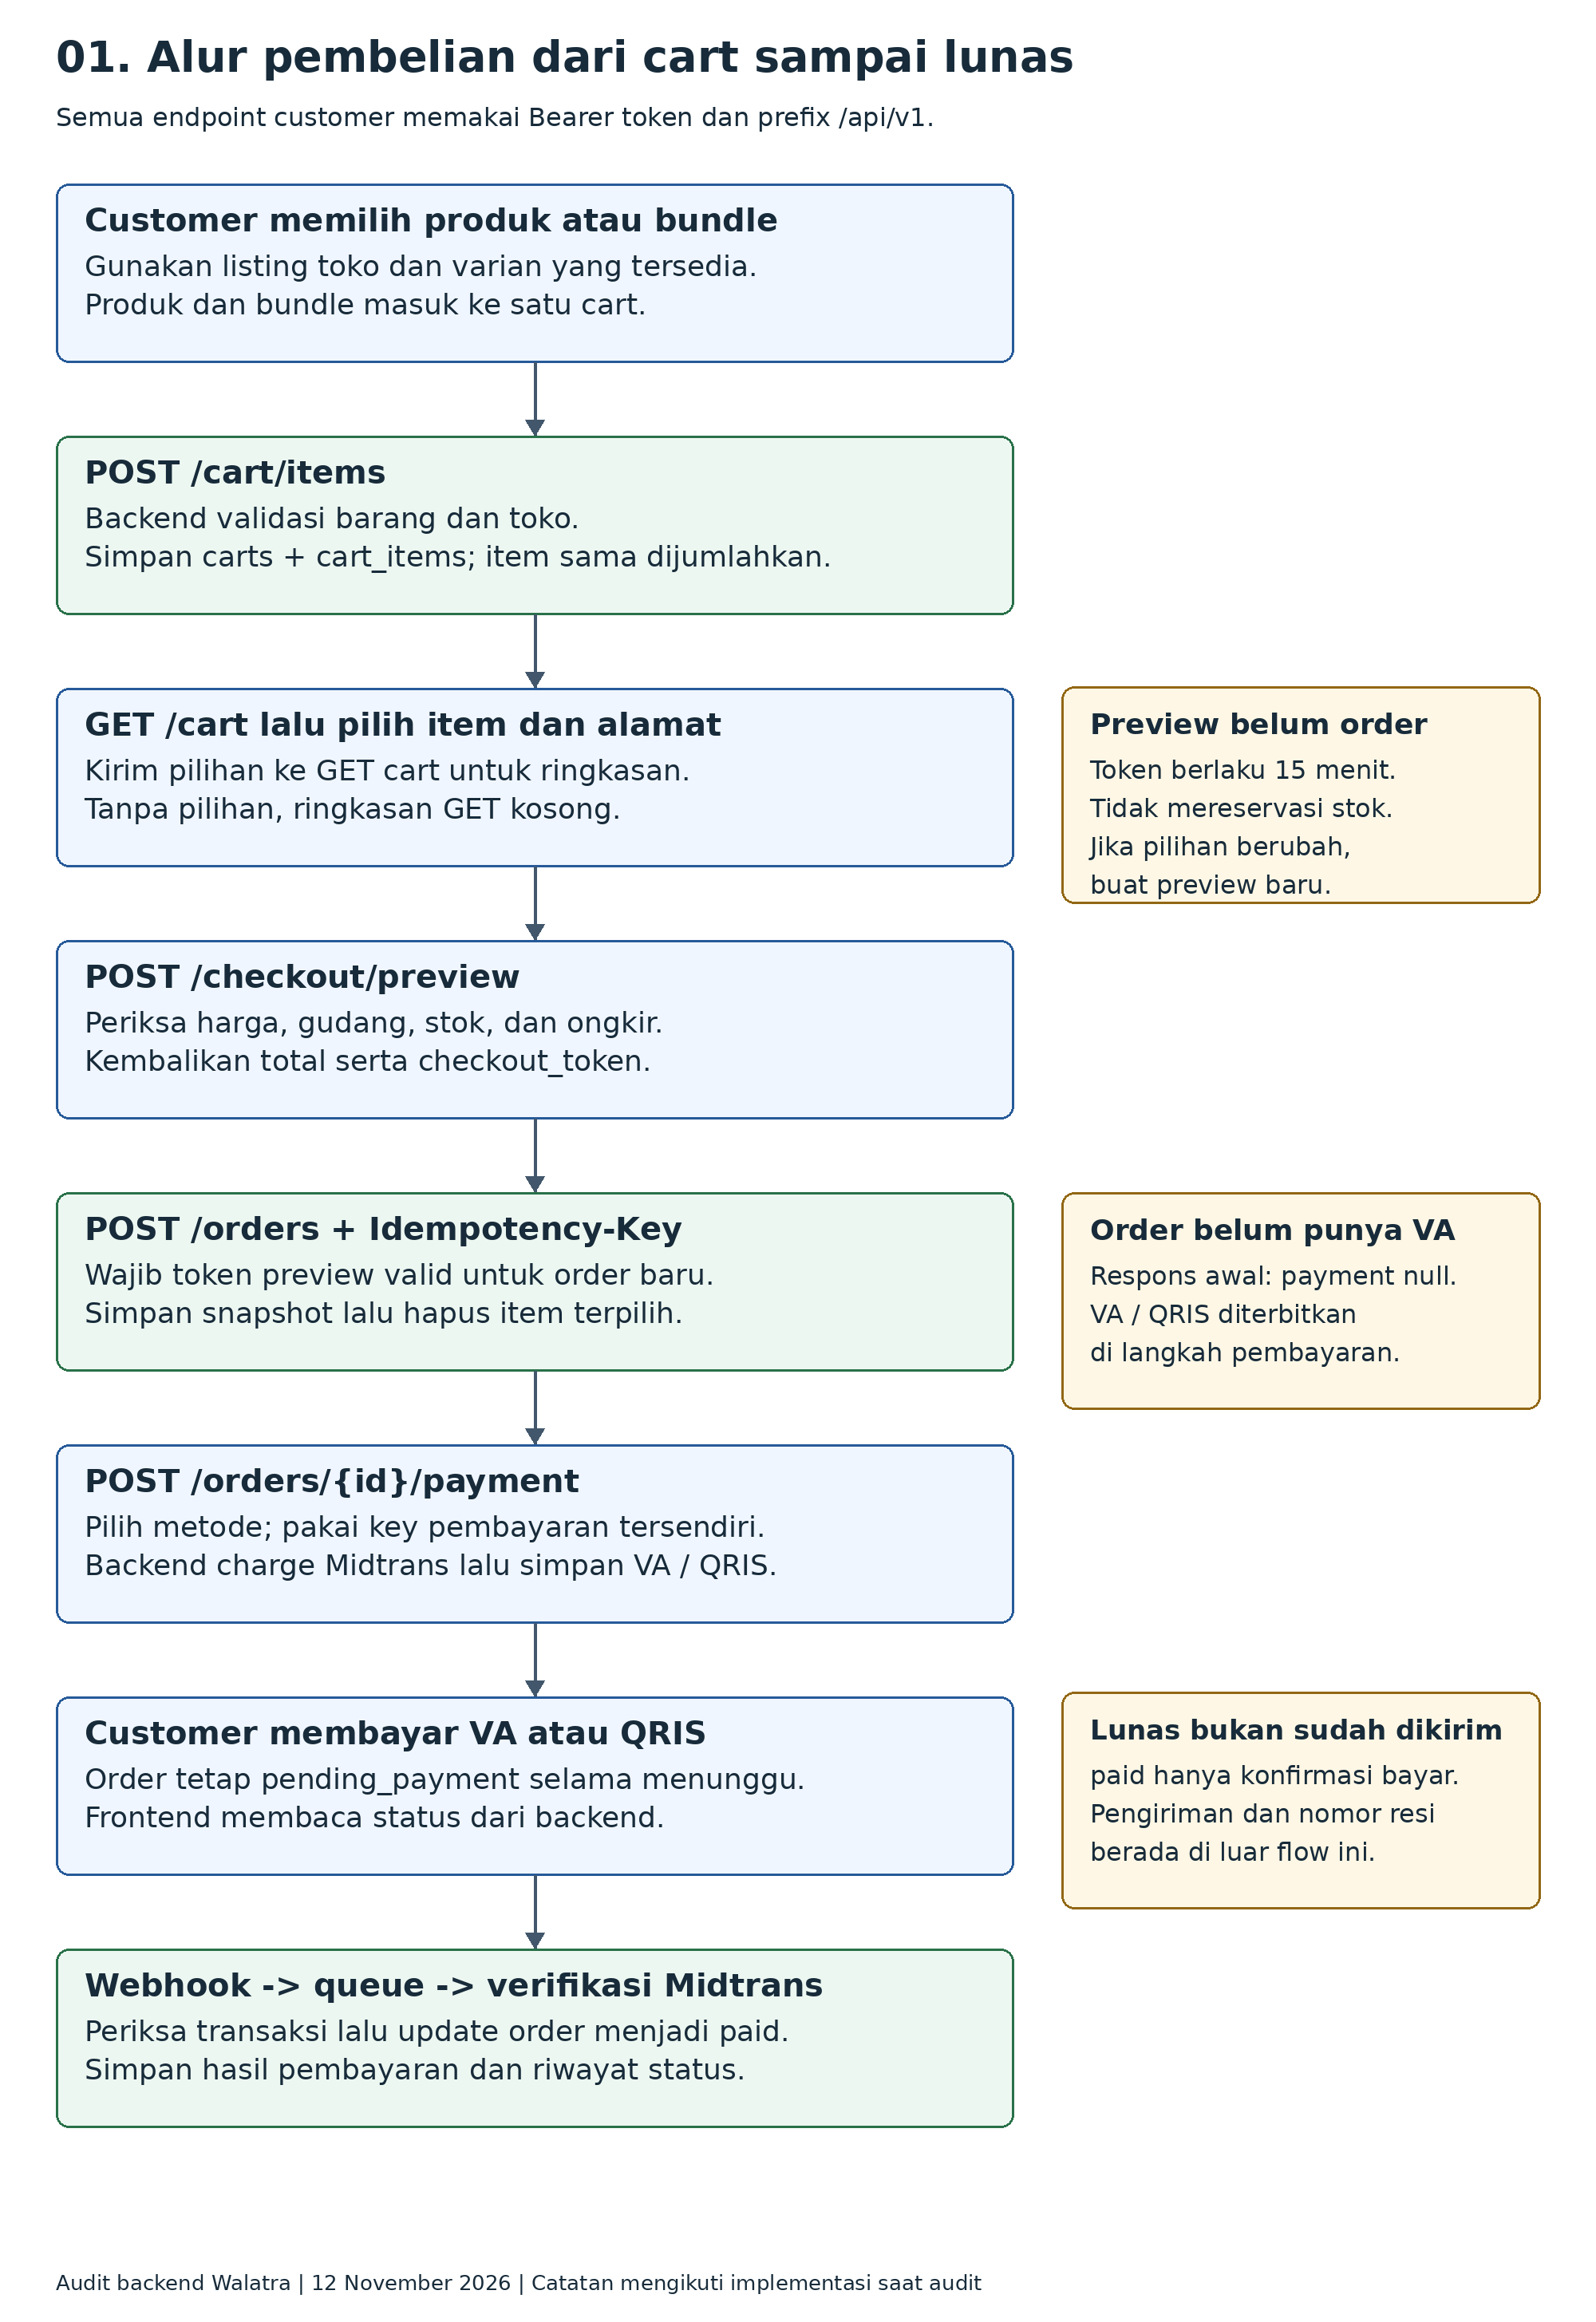 01. Alur pembelian dari cart sampai lunas
Semua endpoint customer memakai Bearer token dan prefix /api/v1.
Customer memilih produk atau bundle
Gunakan listing toko dan varian yang tersedia.
Produk dan bundle masuk ke satu cart.
POST /cart/items
Backend validasi barang dan toko.
Simpan carts + cart_items; item sama dijumlahkan.
GET /cart lalu pilih item dan alamat
Kirim pilihan ke GET cart untuk ringkasan.
Tanpa pilihan, ringkasan GET kosong.
Preview belum order
Token berlaku 15 menit.
Tidak mereservasi stok.
Jika pilihan berubah,
buat preview baru.
POST /checkout/preview
Periksa harga, gudang, stok, dan ongkir.
Kembalikan total serta checkout_token.
POST /orders + Idempotency-Key
Wajib token preview valid untuk order baru.
Simpan snapshot lalu hapus item terpilih.
Order belum punya VA
Respons awal: payment null.
VA / QRIS diterbitkan
di langkah pembayaran.
POST /orders/{id}/payment
Pilih metode; pakai key pembayaran tersendiri.
Backend charge Midtrans lalu simpan VA / QRIS.
Customer membayar VA atau QRIS
Order tetap pending_payment selama menunggu.
Frontend membaca status dari backend.
Lunas bukan sudah dikirim
paid hanya konfirmasi bayar.
Pengiriman dan nomor resi
berada di luar flow ini.
Webhook -> queue -> verifikasi Midtrans
Periksa transaksi lalu update order menjadi paid.
Simpan hasil pembayaran dan riwayat status.
Audit backend Walatra | 12 November 2026 | Catatan mengikuti implementasi saat audit